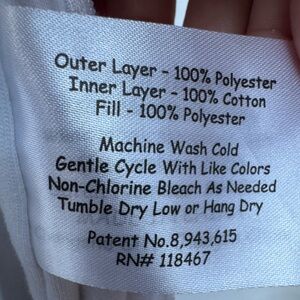 Outer Layer - 100% Polyester
Inner Layer - 100% Cotton
Fill - 100% Polyester
Machine Wash Cold
Gentle Cycle With Like Colors
Non-Chlorine Bleach As Needed
Tumble Dry Low or Hang Dry
Patent No.8,943,615
RN# 118467